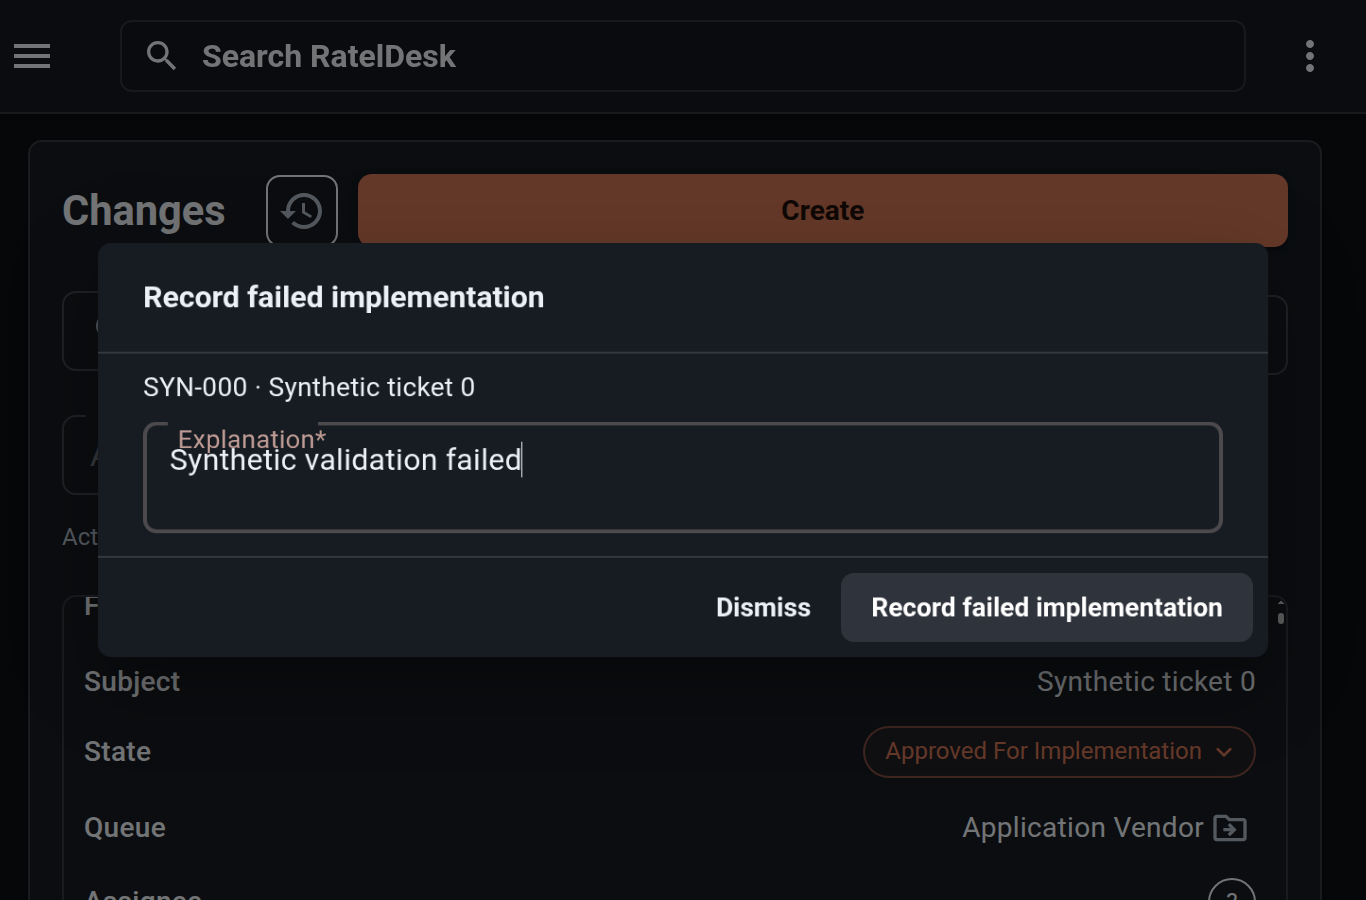 Search RatelDesk
Changes
Create
Record failed implementation
SYN-000 · Synthetic ticket 0
Explanation*
Synthetic validation failed
Act
Dismiss
Record failed implementation
Subject
Synthetic ticket 0
State
Approved For Implementation
Queue
Application Vendor
Assignee
?